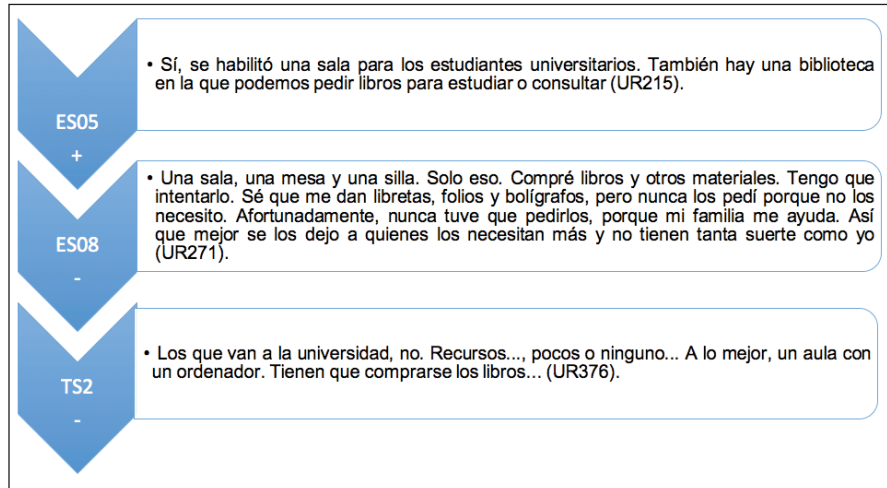 • Sí, se habilitó una sala para los estudiantes universitarios. También hay una biblioteca
en la que podemos pedir libros para estudiar o consultar (UR215).
ES05
+
• Una sala, una mesa y una silla. Solo eso. Compré libros y otros materiales. Tengo que
intentarlo. Sé que me dan libretas, folios y bolígrafos, pero nunca los pedí porque no los
necesito. Afortunadamente, nunca tuve que pedirlos, porque mi familia me ayuda. Así
que mejor se los dejo a quienes los necesitan más y no tienen tanta suerte como yo
(UR271).
ES08
-
• Los que van a la universidad, no. Recursos..., pocos o ninguno... A lo mejor, un aula con
un ordenador. Tienen que comprarse los libros... (UR376).
TS2
-